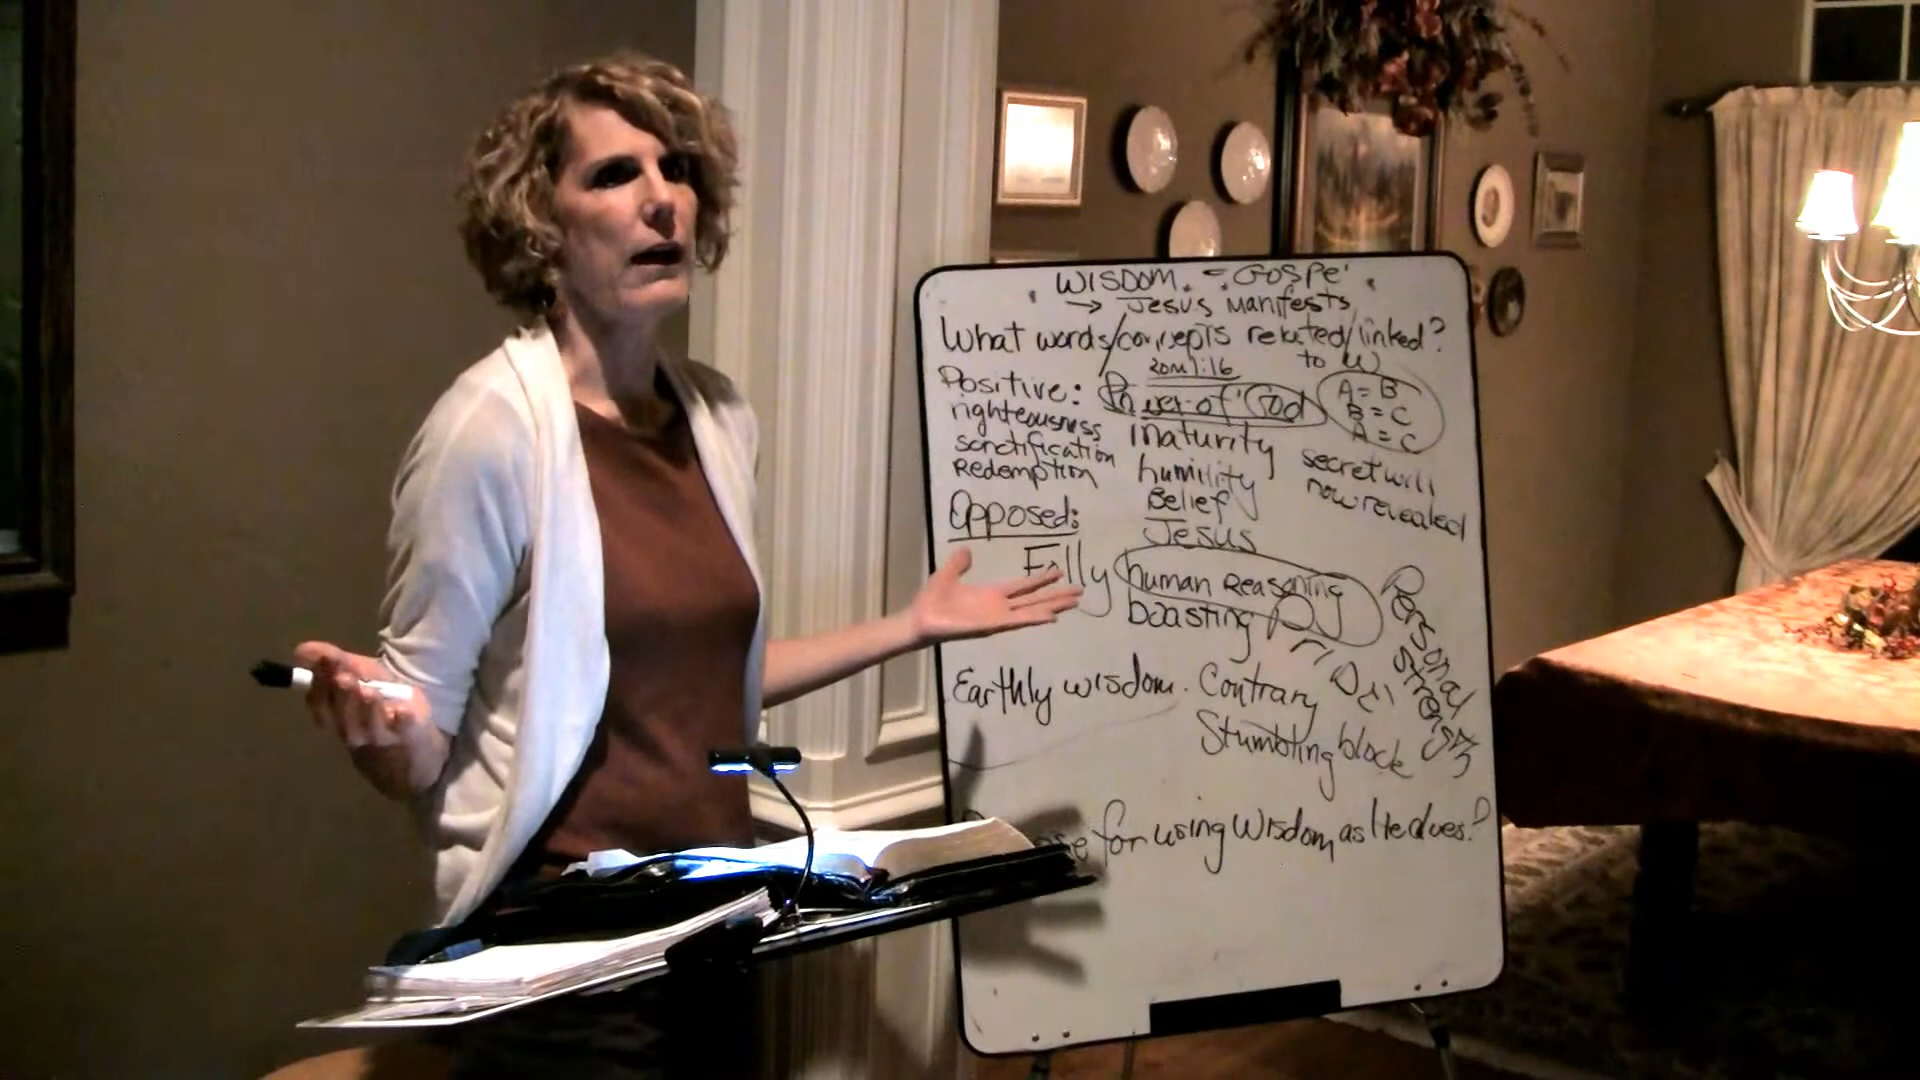 WISDOM = GOSPE
→ Jesus Manifests
What words/concepts related/linked?
to W
Rom 1:16
Positive: Power of God
righteousness
sanctification
Redemption
maturity
humility
Belief
Jesus
A = B
B = C
A = C
secret will
now revealed
Opposed:
Folly human Reasoning
boasting Pride
Personal
strength
Earthly wisdom. Contrary
Stumbling block
for using Wisdom as He does?